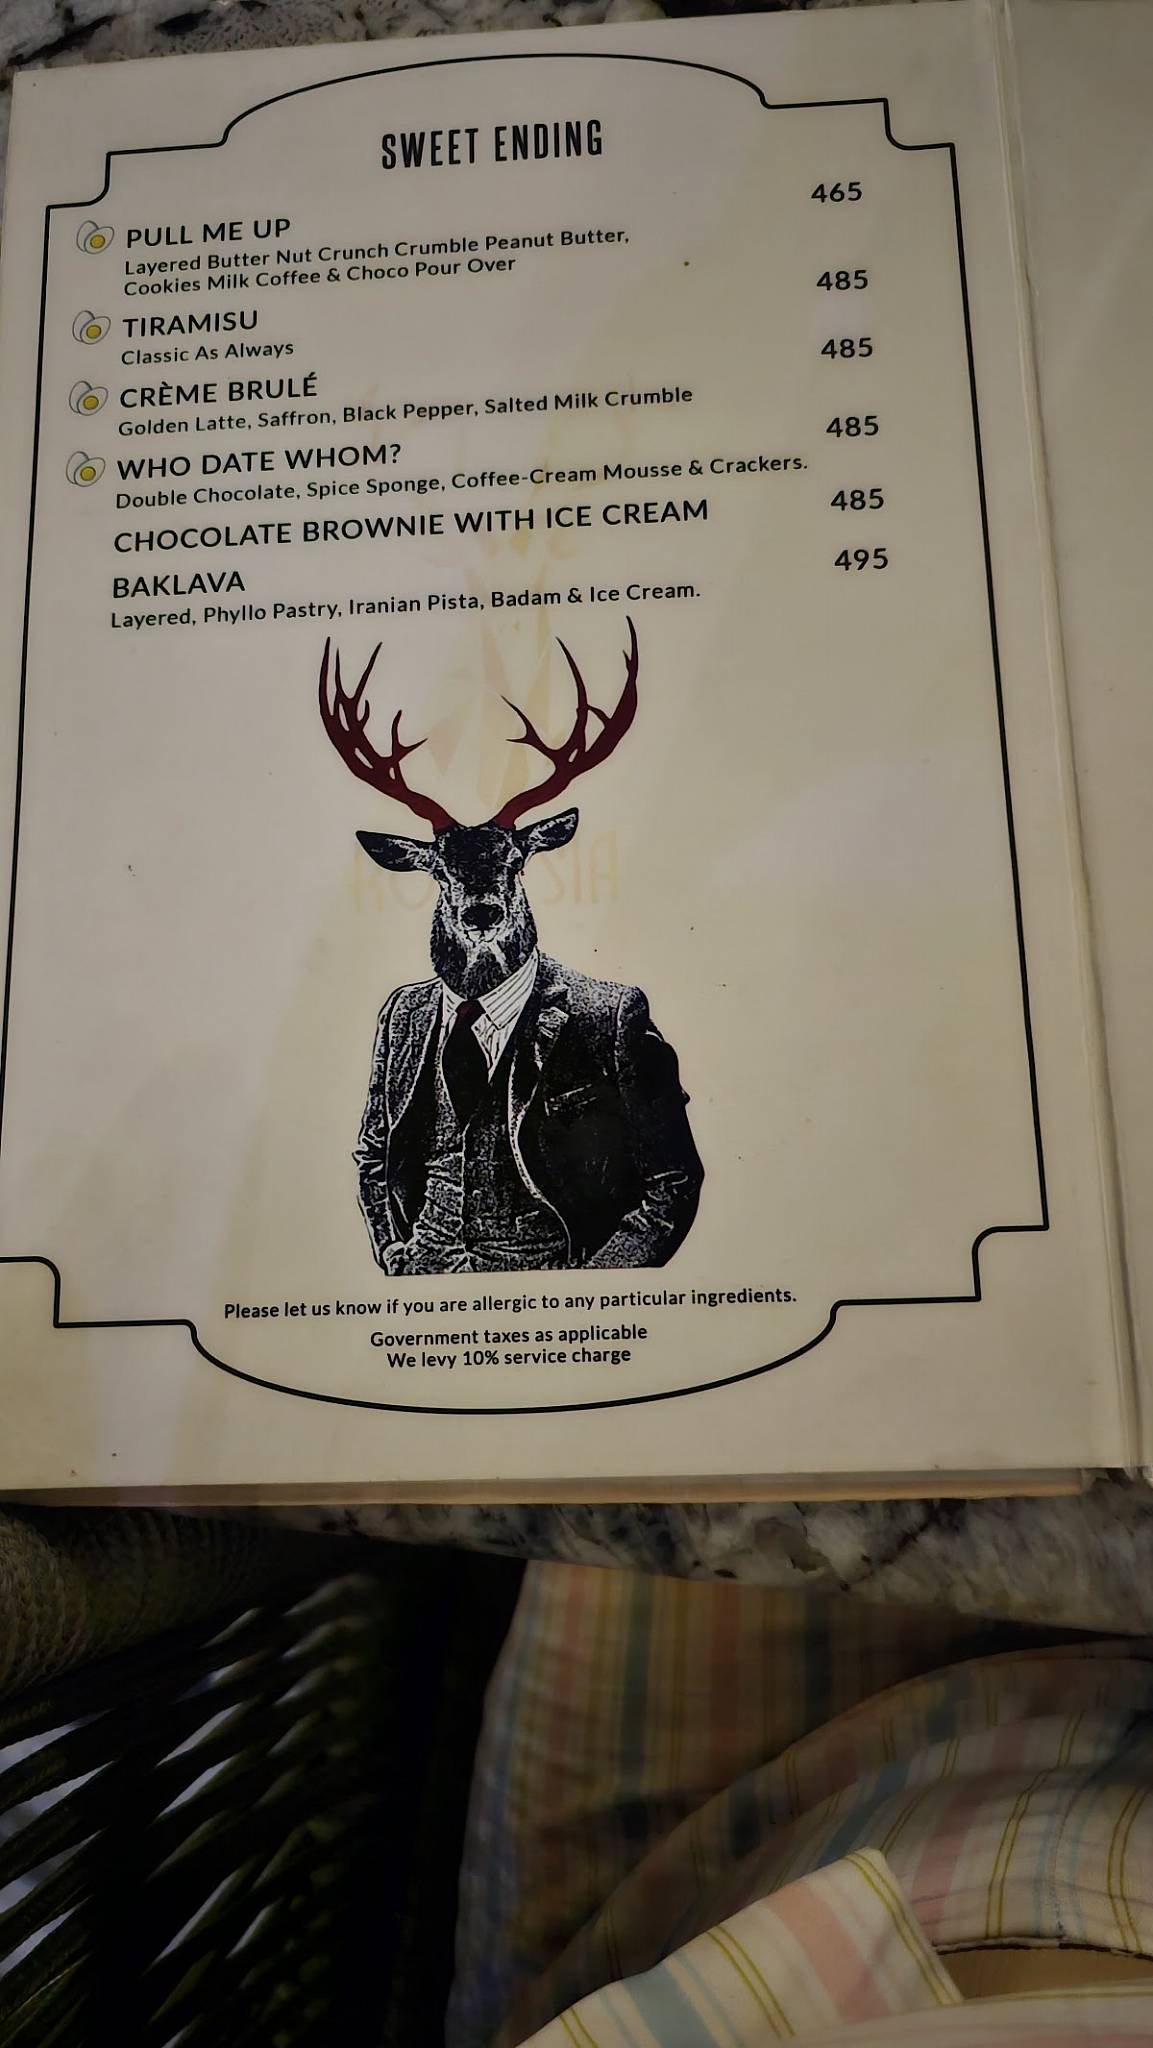 SWEET ENDING
PULL ME UP 465
Layered Butter Nut Crunch Crumble Peanut Butter,
Cookies Milk Coffee & Choco Pour Over
TIRAMISU 485
Classic As Always
CRÈME BRULÉ 485
Golden Latte, Saffron, Black Pepper, Salted Milk Crumble
WHO DATE WHOM? 485
Double Chocolate, Spice Sponge, Coffee-Cream Mousse & Crackers.
CHOCOLATE BROWNIE WITH ICE CREAM 485
BAKLAVA 495
Layered, Phyllo Pastry, Iranian Pista, Badam & Ice Cream.
Please let us know if you are allergic to any particular ingredients.
Government taxes as applicable
We levy 10% service charge